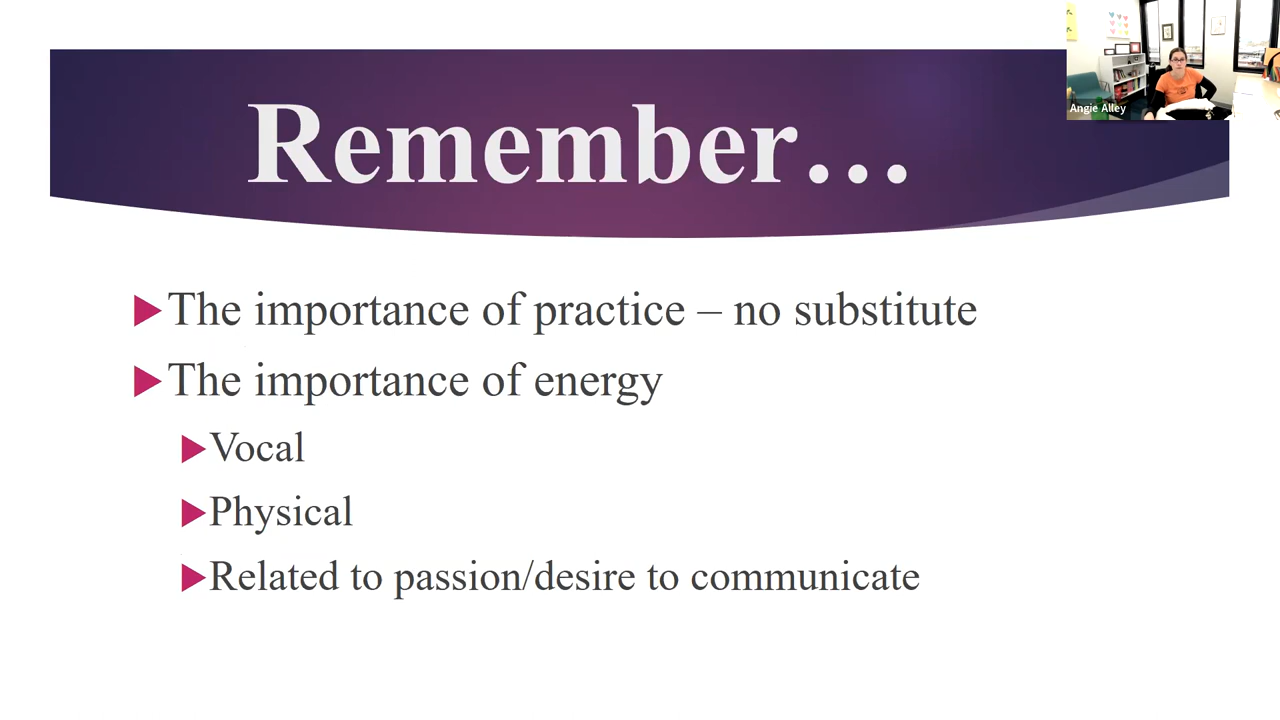 Remember…
Angie Alley
The importance of practice – no substitute
The importance of energy
Vocal
Physical
Related to passion/desire to communicate